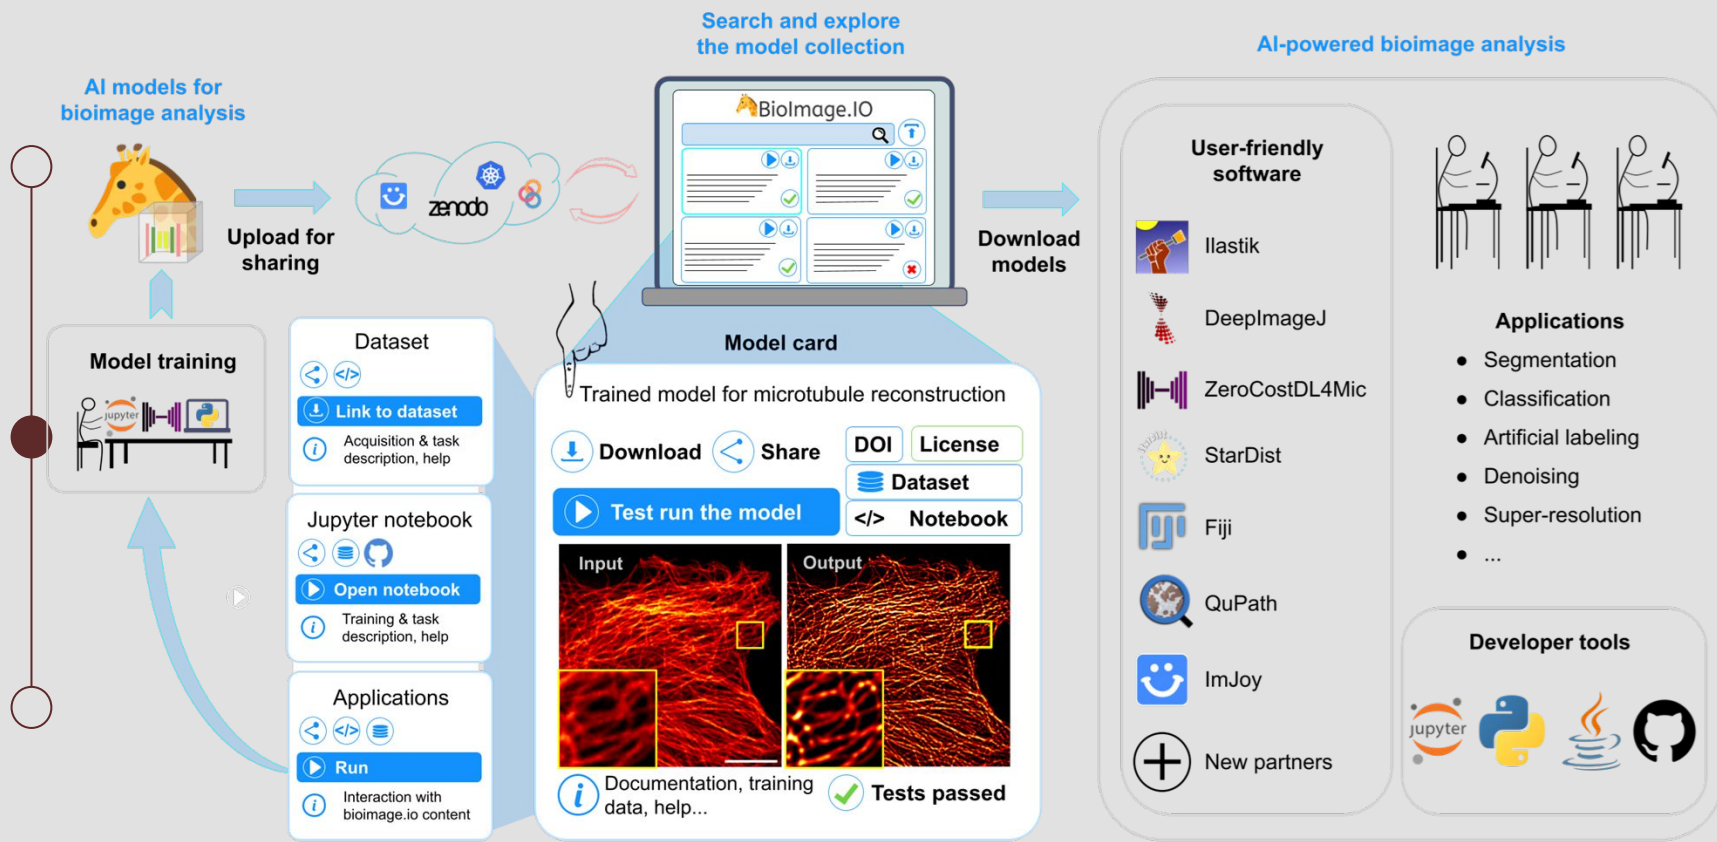 AI models for
bioimage analysis
Upload for
sharing
zenodo
Search and explore
the model collection
BioImage.IO
Download
models
AI-powered bioimage analysis
Model training
jupyter
Dataset
</>
Link to dataset
i
Acquisition & task
description, help
Jupyter notebook
Open notebook
i
Training & task
description, help
Applications
</>
Run
i
Interaction with
bioimage.io content
Model card
Trained model for microtubule reconstruction
Download
Share
DOI
License
Dataset
</> Notebook
Test run the model
Input
Output
i
Documentation, training
data, help...
Tests passed
User-friendly
software
Ilastik
DeepImageJ
ZeroCostDL4Mic
StarDist
Fiji
QuPath
ImJoy
New partners
Applications
● Segmentation
● Classification
● Artificial labeling
● Denoising
● Super-resolution
● ...
Developer tools
jupyter